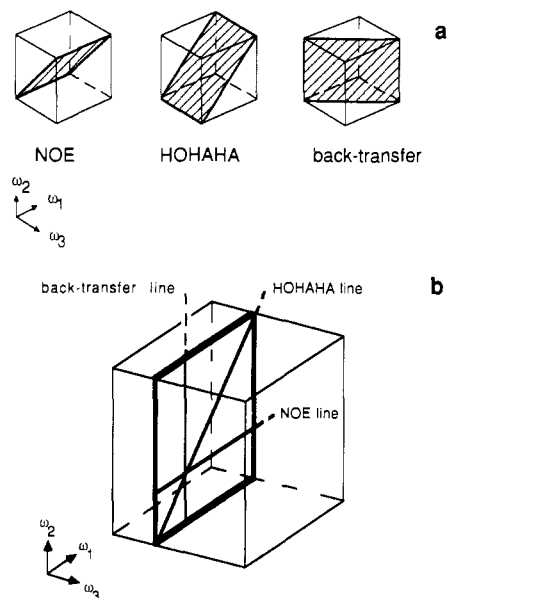 a
NOE HOHAHA back-transfer
ω2
ω1
ω3
back-transfer line HOHAHA line b
NOE line
ω2
ω1
ω3